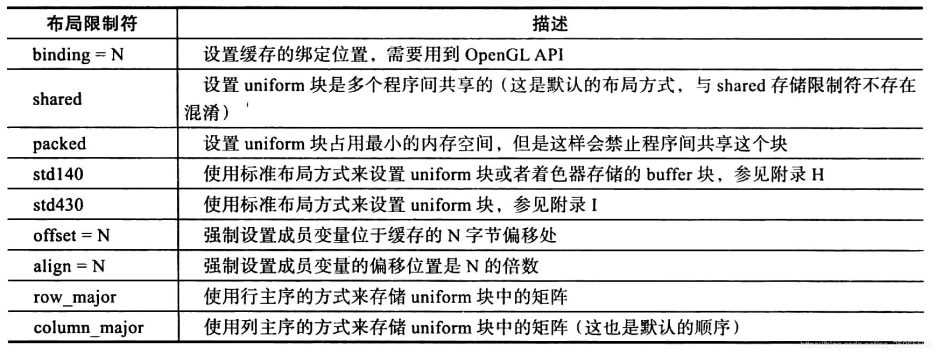 布局限制符 描述
binding = N 设置缓存的绑定位置，需要用到 OpenGL API
shared 设置 uniform 块是多个程序间共享的（这是默认的布局方式，与 shared 存储限制符不存在
混淆）
packed 设置 uniform 块占用最小的内存空间，但是这样会禁止程序间共享这个块
std140 使用标准布局方式来设置 uniform 块或者着色器存储的 buffer 块，参见附录 H
std430 使用标准布局方式来设置 uniform 块，参见附录 I
offset = N 强制设置成员变量位于缓存的 N 字节偏移处
align = N 强制设置成员变量的偏移位置是 N 的倍数
row_major 使用行主序的方式来存储 uniform 块中的矩阵
column_major 使用列主序的方式来存储 uniform 块中的矩阵（这也是默认的顺序）